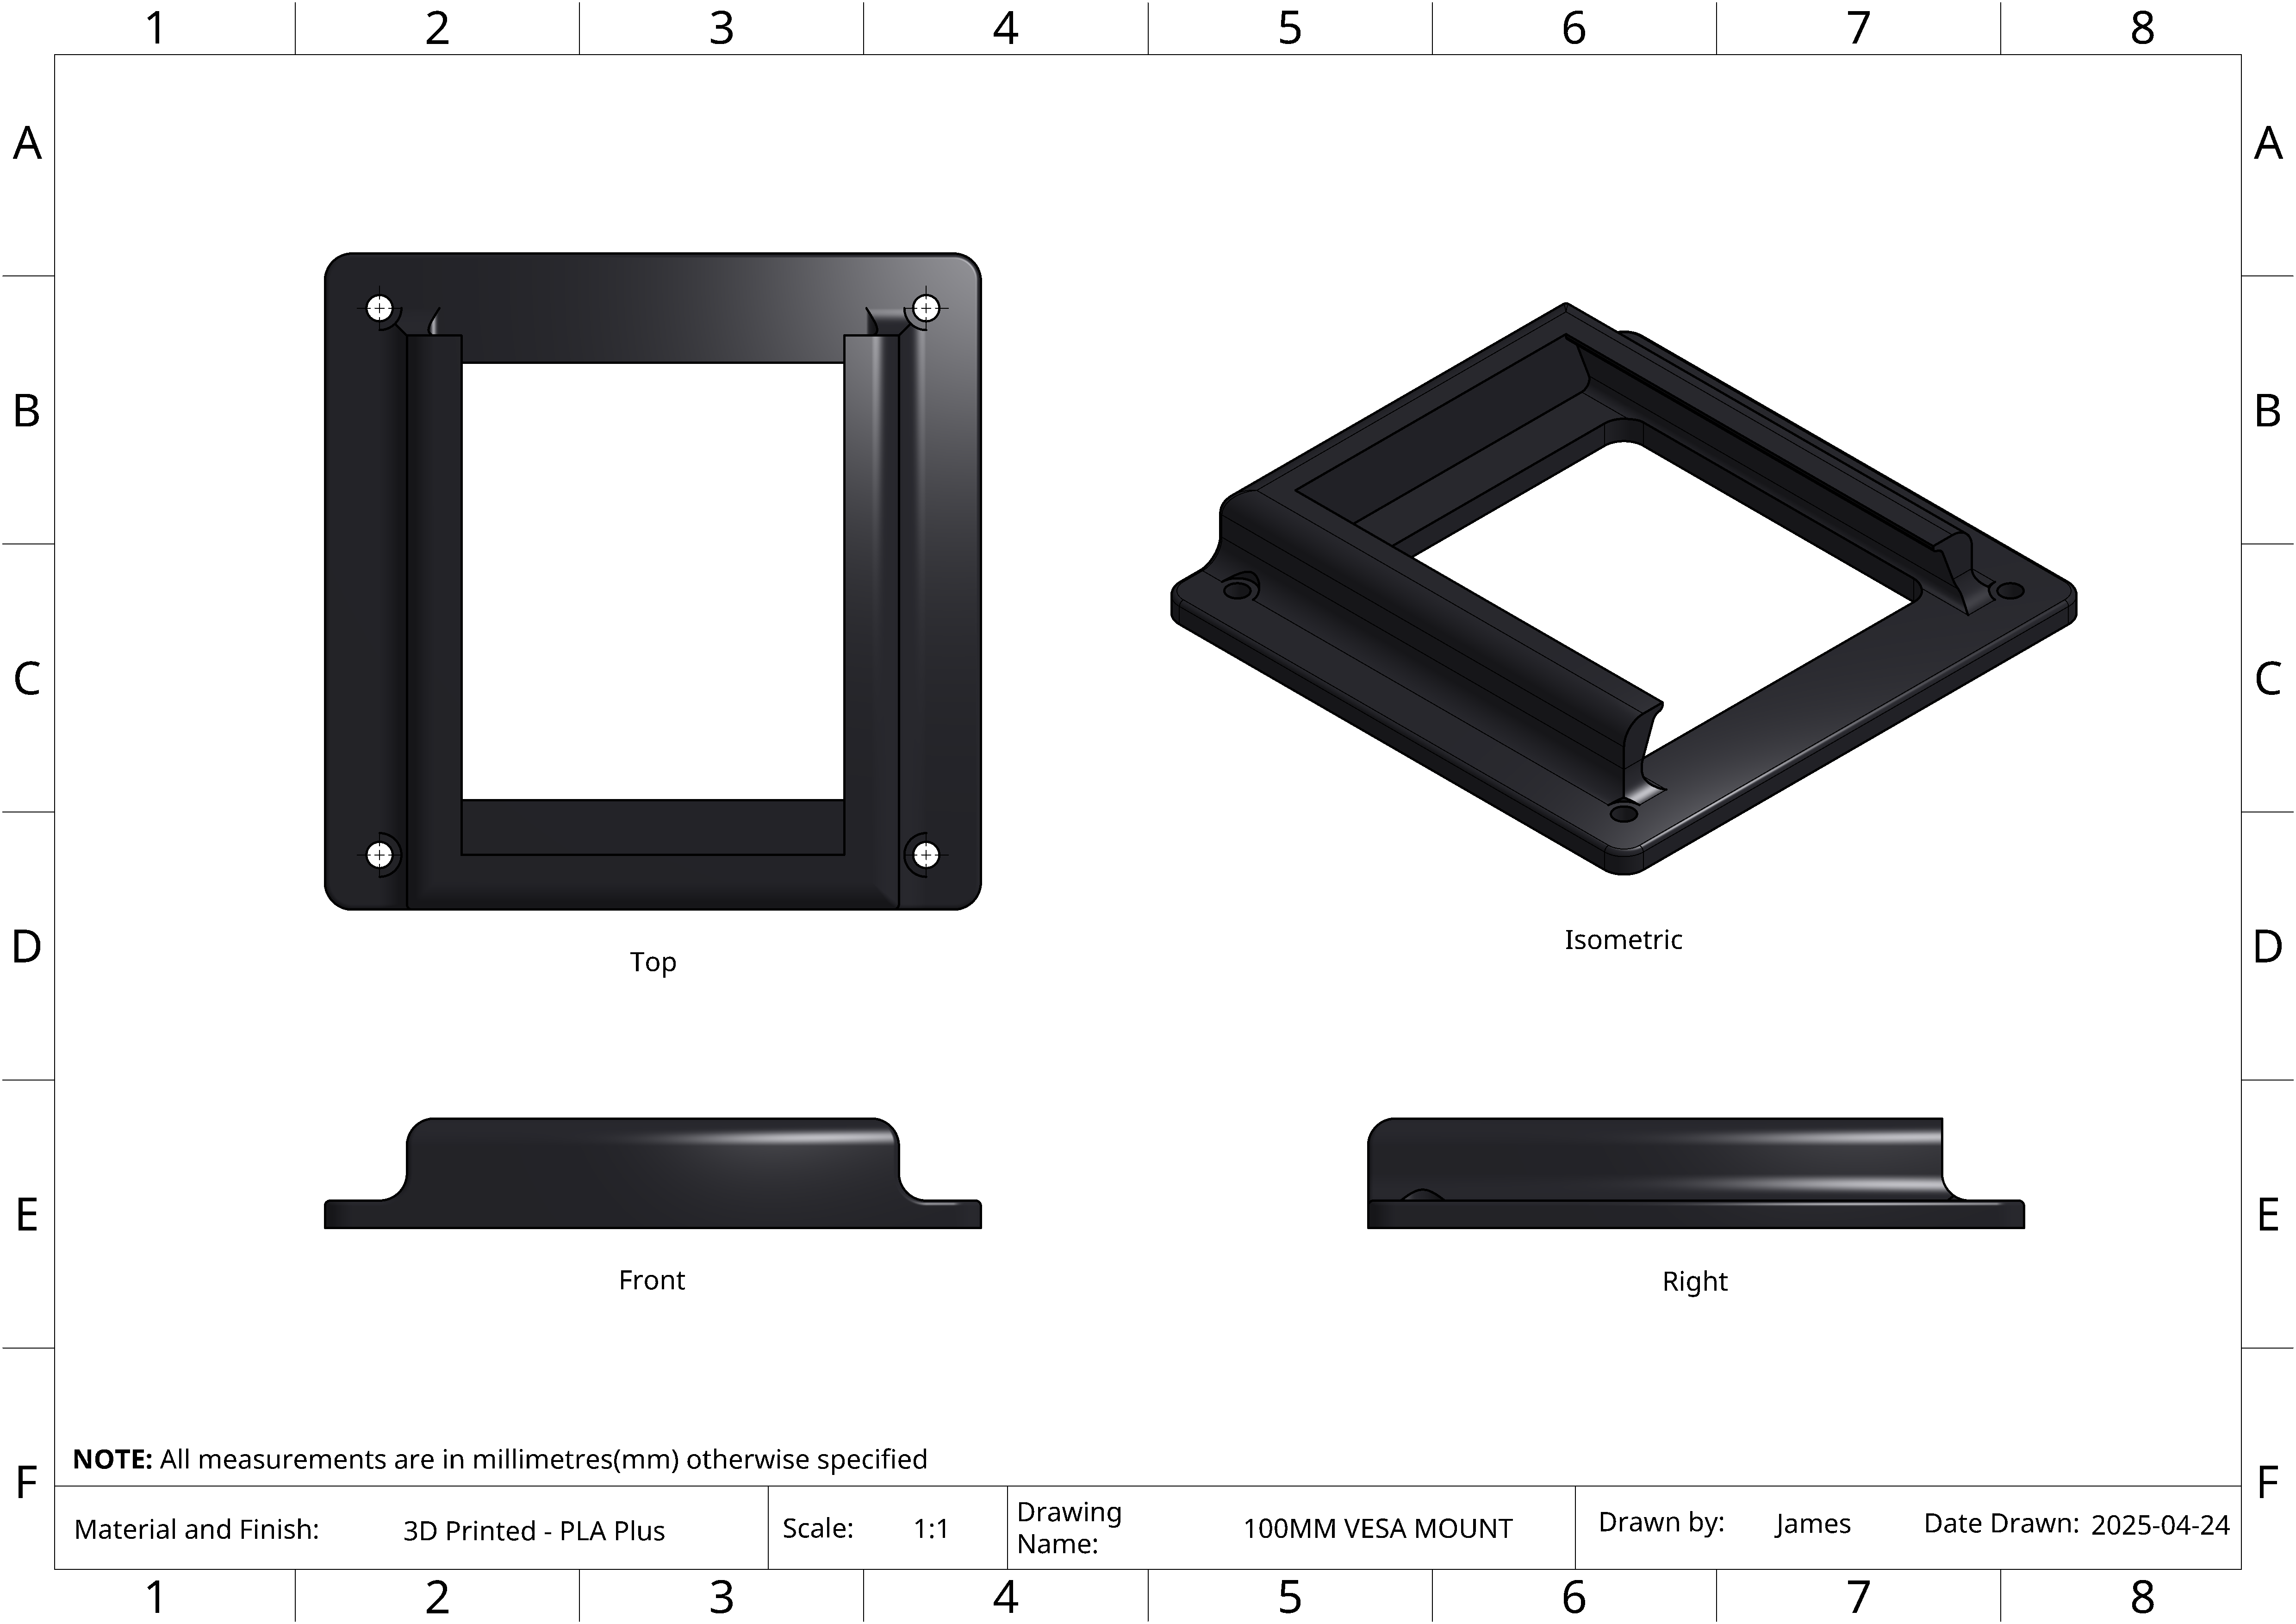 1 2 3 4 5 6 7 8
A A
B B
C C
D D
E E
F F
Top
Isometric
Front
Right
NOTE: All measurements are in millimetres(mm) otherwise specified
Material and Finish: 3D Printed - PLA Plus
Scale: 1:1
Drawing
Name: 100MM VESA MOUNT
Drawn by: James
Date Drawn: 2025-04-24
1 2 3 4 5 6 7 8